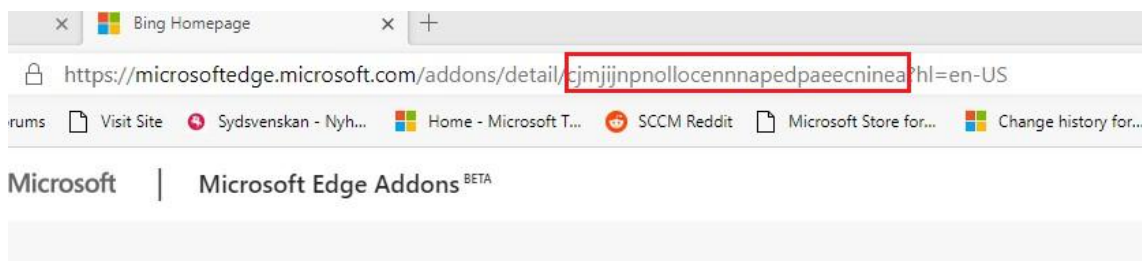 Bing Homepage
https://microsoftedge.microsoft.com/addons/detail/cjmjijnpnollocennnapedpaeecninea?hl=en-US
rums Visit Site Sydsvenskan - Nyh... Home - Microsoft T... SCCM Reddit Microsoft Store for... Change history for...
Microsoft | Microsoft Edge Addons BETA